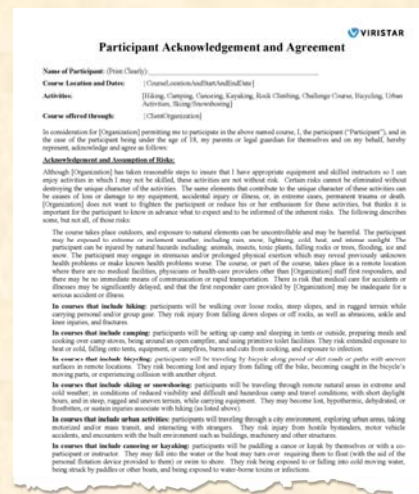 VIRISTAR
Participant Acknowledgement and Agreement
Name of Participant: (Print Clearly)
Course Location and Dates: [CourseLocationAndStartAndEndDate]
Activities: [Hiking, Camping, Canoeing, Kayaking, Rock Climbing, Challenge Course, Bicycling, Urban
Activities, Skiing/Snowshoeing]
Course offered through: [ClientOrganization]
In consideration for [Organization] permitting me to participate in the above named course, I, the participant ("Participant"), and in
the case of the participant being under the age of 18, my parents or legal guardian for themselves and on my behalf, hereby
represent, acknowledge and agree as follows:
Acknowledgement and Assumption of Risks:
Although [Organization] has taken reasonable steps to insure that I have appropriate equipment and skilled instructors so I can
enjoy activities in which I may not be skilled, these activities are not without risk. Certain risks cannot be eliminated without
destroying the unique character of the activities. The same elements that contribute to the unique character of these activities can
be causes of loss or damage to my equipment, accidental injury or illness, or, in extreme cases, permanent trauma or death.
[Organization] does not want to frighten the participant or reduce his or her enthusiasm for these activities, but thinks it is
important for the participant to know in advance what to expect and to be informed of the inherent risks. The following describes
some, but not all, of those risks:
The course takes place outdoors, and exposure to natural elements can be uncontrollable and may be harmful. The participant
may be exposed to extreme or inclement weather, including rain, snow, lightning, cold, heat, and intense sunlight. The
participant can be injured by natural hazards including: animals, insects, toxic plants, falling rocks or trees, flooding, ice and
snow. The participant may engage in strenuous and/or prolonged physical exertion which may reveal previously unknown
health problems or make known health problems worse. The course, or part of the course, takes place in a remote location
where there are no medical facilities, physicians or health-care providers other than [Organization] staff first responders, and
there may be no immediate means of communication or rapid transportation. There is risk that medical care for accidents or
illnesses may be significantly delayed, and that the first responder care provided by [Organization] may be inadequate for a
serious accident or illness.
In courses that include hiking: participants will be walking over loose rocks, steep slopes, and in rugged terrain while
carrying personal and/or group gear. They risk injury from falling down slopes or off rocks, as well as abrasions, ankle and
knee injuries, and fractures.
In courses that include camping: participants will be setting up camp and sleeping in tents or outside, preparing meals and
cooking over camp stoves, being around an open campfire, and using primitive toilet facilities. They risk extended exposure to
heat or cold, falling onto tents, equipment, or campfires, burns and cuts from cooking, and exposure to infection.
In courses that include bicycling: participants will be traveling by bicycle along paved or dirt roads or paths with uneven
surfaces in remote locations. They risk becoming lost and injury from falling off the bike, becoming caught in the bicycle's
moving parts, or experiencing collision with another object.
In courses that include skiing or snowshoeing: participants will be traveling through remote natural areas in extreme and
cold weather; in conditions of reduced visibility and difficult and hazardous camp and travel conditions; with short daylight
hours, and in steep, rugged and uneven terrain, while carrying equipment. They may become lost, hypothermic, dehydrated, or
frostbitten, or sustain injuries associated with hiking (as listed above).
In courses that include urban activities: participants will traveling through a city environment, exploring urban areas, taking
motorized and/or mass transit, and interacting with strangers. They risk injury from hostile bystanders, motor vehicle
accidents, and encounters with the built environment such as buildings, machinery and other structures.
In courses that include canoeing or kayaking: participants will be paddling a canoe or kayak by themselves or with a co-
participant or instructor. They may fall into the water or the boat may turn over requiring them to float (with the aid of the
personal flotation device provided to them) or swim to shore. They risk being exposed to or falling into cold moving water,
being struck by paddles or other boats, and being exposed to water-borne toxins or infections.